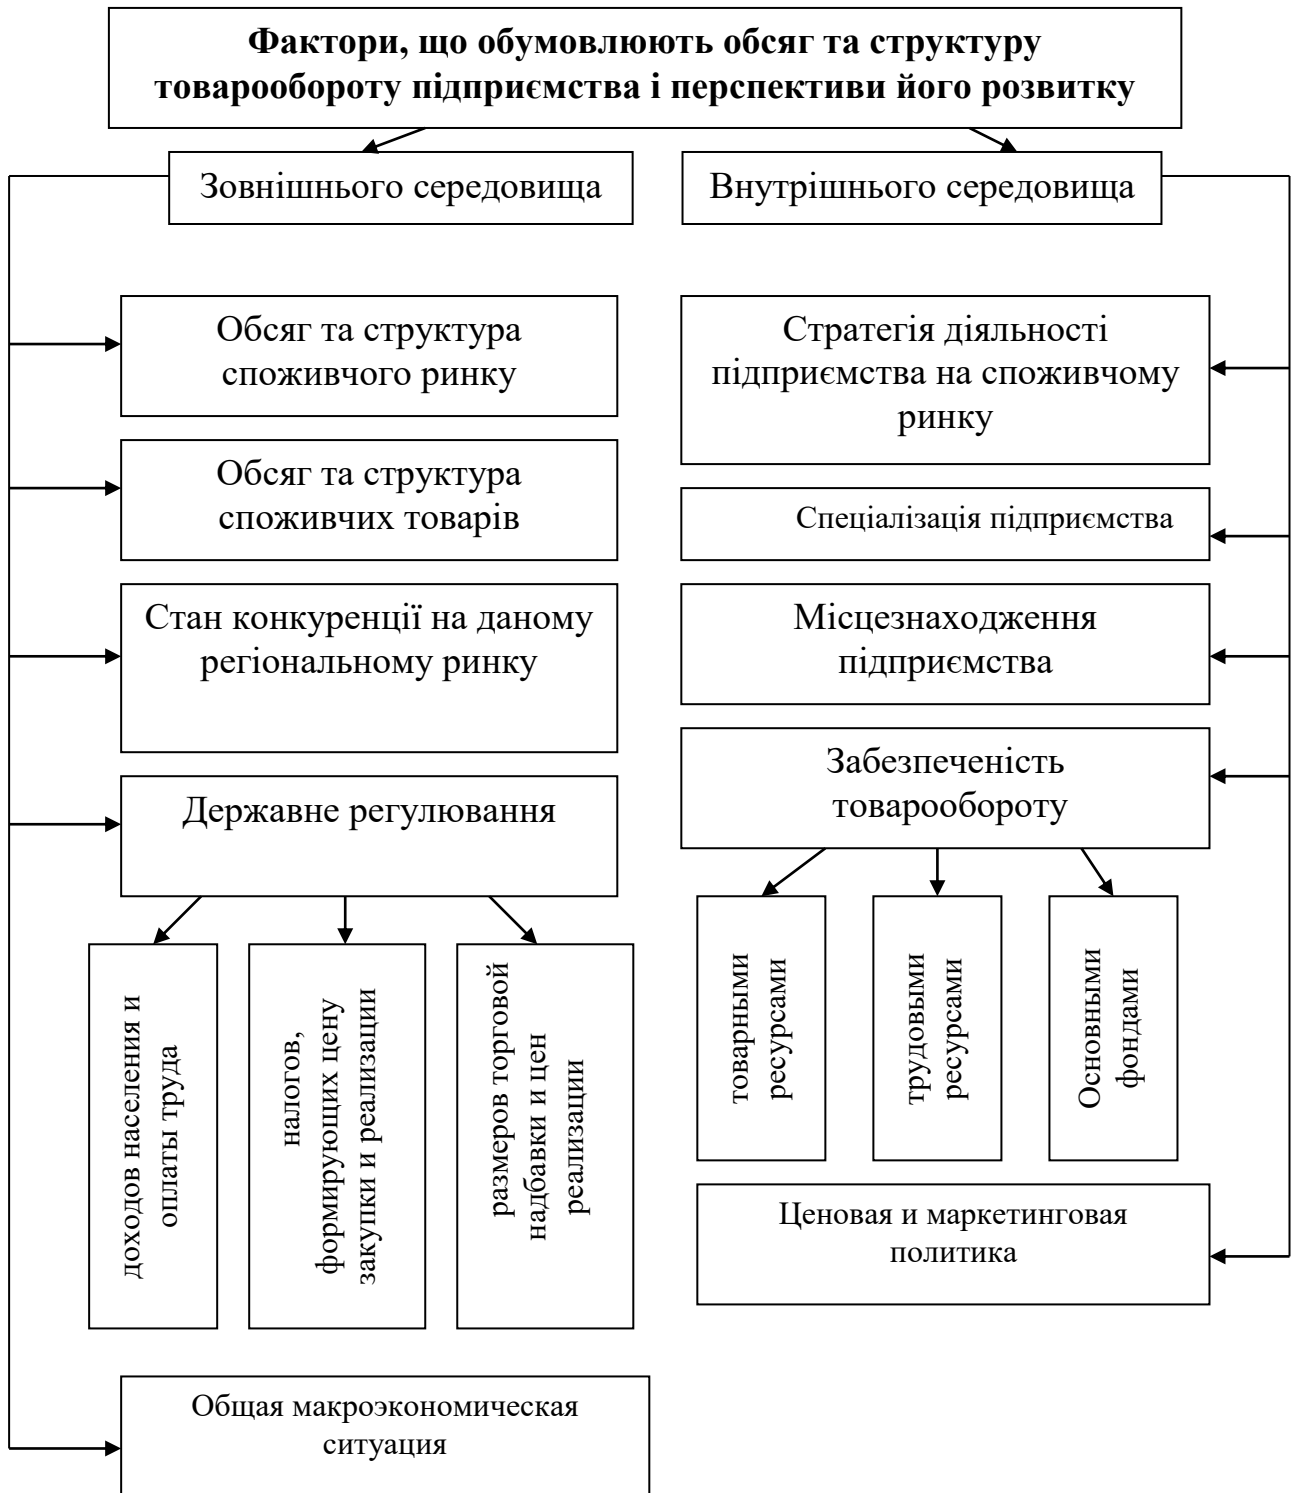 Фактори, що обумовлюють обсяг та структуру
товарообороту підприємства і перспективи його розвитку
Зовнішнього середовища
Внутрішнього середовища
Обсяг та структура
споживчого ринку
Обсяг та структура
споживчих товарів
Стан конкуренції на даному
регіональному ринку
Державне регулювання
доходов населения и
оплаты труда
налогов,
формирующих цену
закупки и реализации
размеров торговой
надбавки и цен
реализации
Общая макроэкономическая
ситуация
Стратегія діяльності
підприємства на споживчому
ринку
Спеціалізація підприємства
Місцезнаходження
підприємства
Забезпеченість
товарообороту
товарными
ресурсами
трудовыми
ресурсами
Основными
фондами
Ценовая и маркетинговая
политика